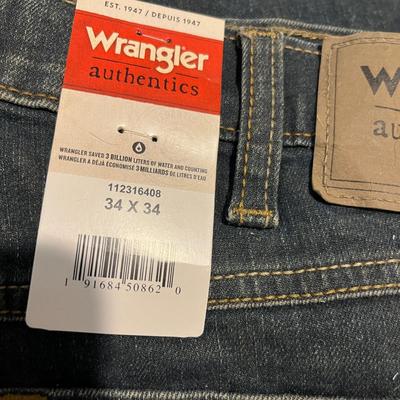 EST. 1947 / DEPUIS 1947
Wrangler
authentics
WRANGLER SAVED 3 BILLION LITERS OF WATER AND COUNTING
WRANGLER A DÉJÀ ÉCONOMISÉ 3 MILLIARDS DE LITRES D'EAU
112316408
34 X 34
1 91684 50862 0
W
au